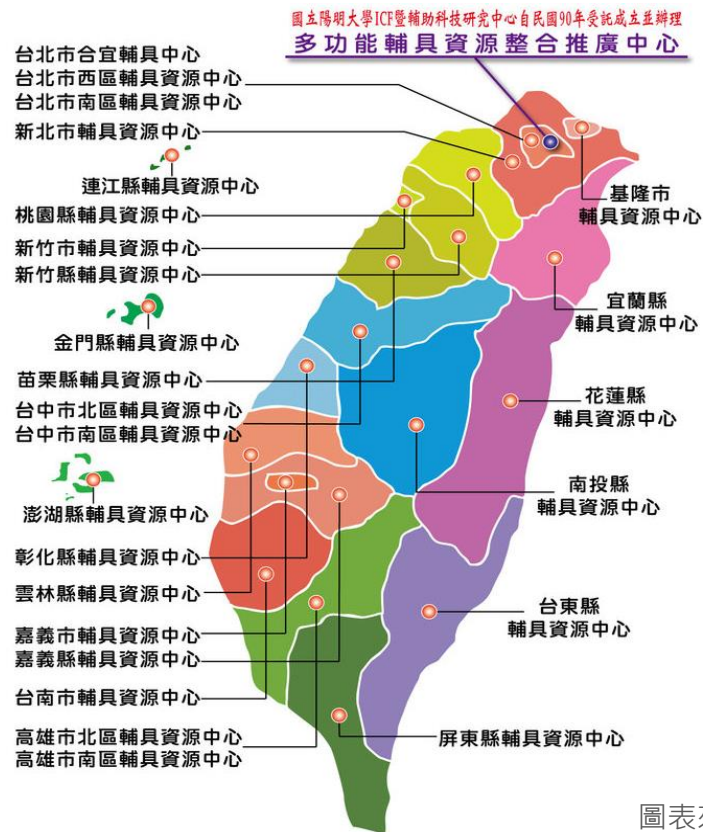 國立陽明大學ICF暨輔助科技研究中心自民國90年受託成立並辦理
多功能輔具資源整合推廣中心
台北市合宜輔具中心
台北市西區輔具資源中心
台北市南區輔具資源中心
新北市輔具資源中心
連江縣輔具資源中心
桃園縣輔具資源中心
新竹市輔具資源中心
新竹縣輔具資源中心
金門縣輔具資源中心
苗栗縣輔具資源中心
台中市北區輔具資源中心
台中市南區輔具資源中心
澎湖縣輔具資源中心
彰化縣輔具資源中心
雲林縣輔具資源中心
嘉義市輔具資源中心
嘉義縣輔具資源中心
台南市輔具資源中心
高雄市北區輔具資源中心
高雄市南區輔具資源中心
基隆市
輔具資源中心
宜蘭縣
輔具資源中心
花蓮縣
輔具資源中心
南投縣
輔具資源中心
台東縣
輔具資源中心
屏東縣輔具資源中心
圖表